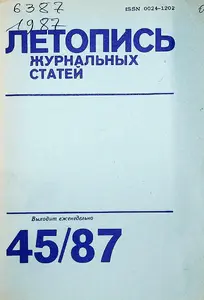 6387
ISSN 0024-1202
1987
ЛЕТОПИСЬ
ЖУРНАЛЬНЫХ
СТАТЕЙ
Выходит еженедельно
45/87